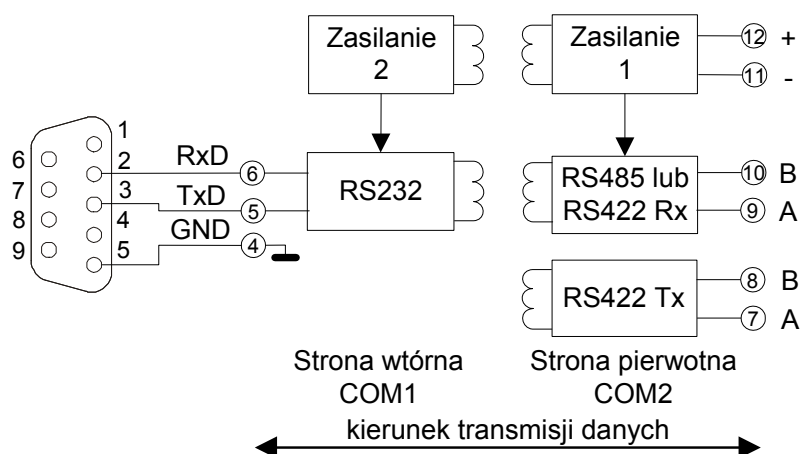 Zasilanie
2
Zasilanie
1
12 +
11 -
1
2
3
4
5
6
7
8
9
RxD
6
TxD
5
GND
4
RS232
RS485 lub
RS422 Rx
10 B
9 A
RS422 Tx
8 B
7 A
Strona wtórna
COM1
Strona pierwotna
COM2
kierunek transmisji danych